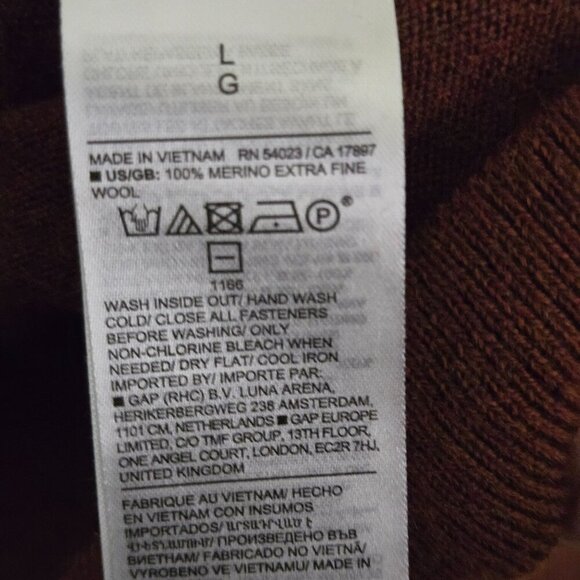 L
G
MADE IN VIETNAM RN 54023 / CA 17897
■ US/GB: 100% MERINO EXTRA FINE
WOOL
P ®
1166
WASH INSIDE OUT/ HAND WASH
COLD/ CLOSE ALL FASTENERS
BEFORE WASHING/ ONLY
NON-CHLORINE BLEACH WHEN
NEEDED/ DRY FLAT/ COOL IRON
IMPORTED BY/ IMPORTE PAR:
■ GAP (RHC) B.V. LUNA ARENA,
HERIKERBERGWEG 238 AMSTERDAM,
1101 CM, NETHERLANDS ■ GAP EUROPE
LIMITED, C/O TMF GROUP, 13TH FLOOR,
ONE ANGEL COURT, LONDON, EC2R 7HJ,
UNITED KINGDOM
FABRIQUE AU VIETNAM/ HECHO
EN VIETNAM CON INSUMOS
IMPORTADOS/ ԱՐՏԱԴՐՎԱԾ Է
ՎԻԵՏՆԱՄՈՒՄ/ ПРОИЗВЕДЕНО ВЪВ
ВИЕТНАМ/ FABRICADO NO VIETNÃ/
VYROBENO VE VIETNAMU/ MADE IN